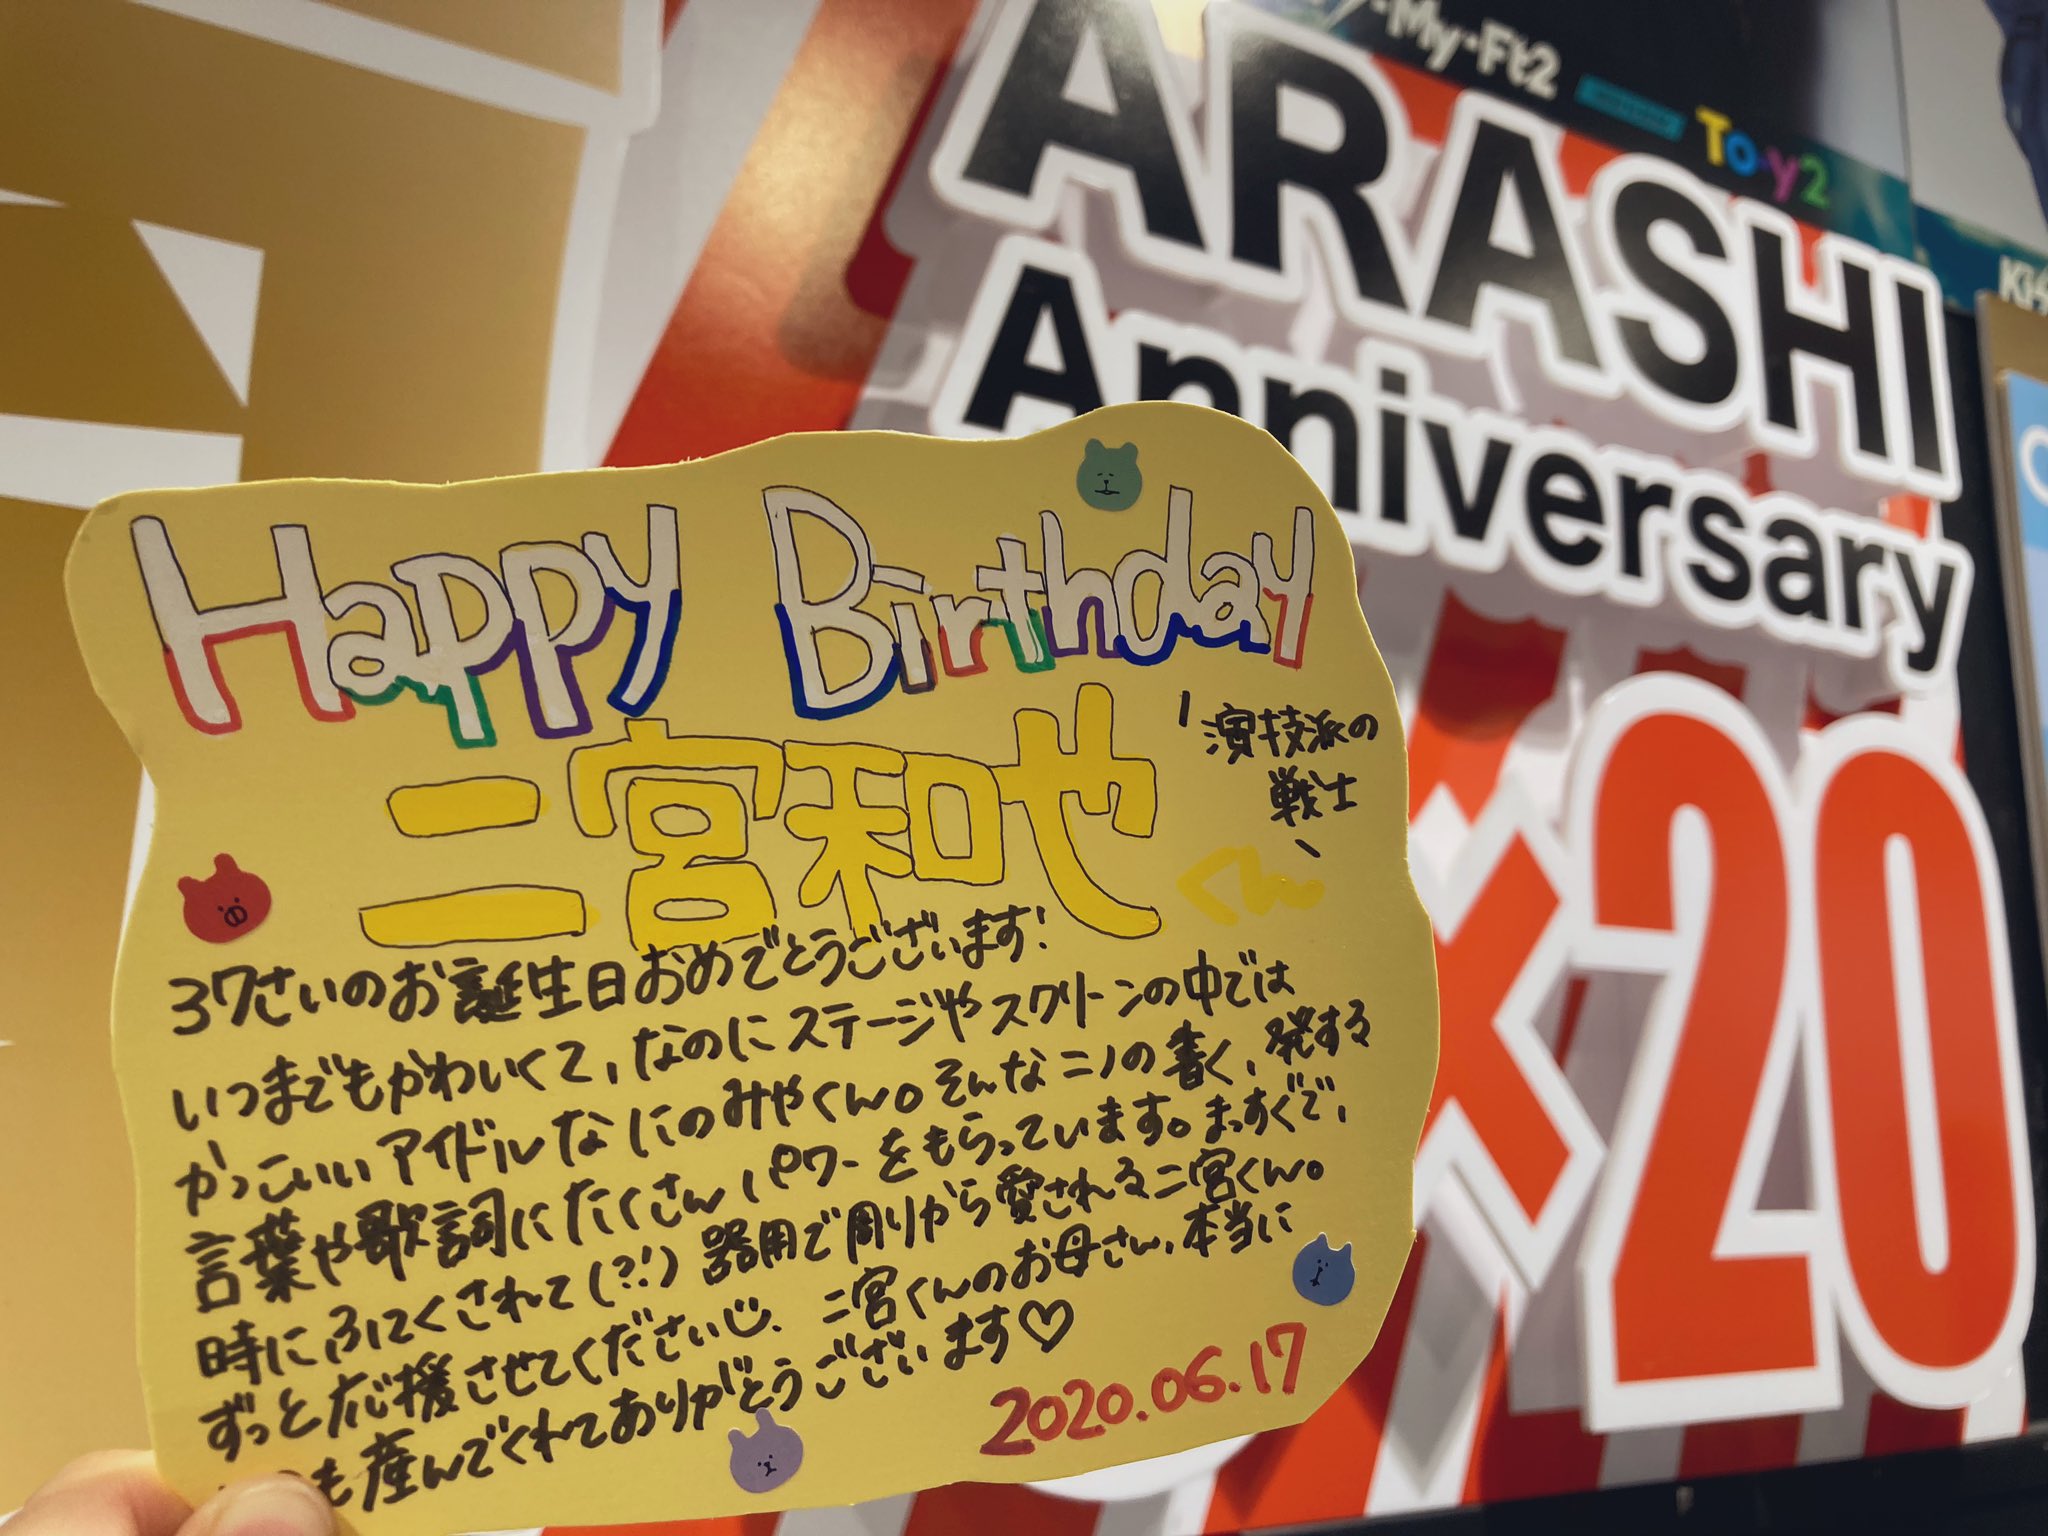 My-Ft2
To-y2
Kis
ARASHI
Anniversary
×20
Happy Birthday
二宮和也くん
演技派の
戦士
37さいのお誕生日おめでとうございます!
いつまでもかわいくて、なのにステージやスクリーンの中では
かっこいいアイドルなにのみやくん。そんなニノの書く、発する
言葉や歌詞にたくさんパワーをもらっています。まっすぐで、
時にふてくされて(?!)器用で周りから愛される二宮くん。
ずっと応援させてください。二宮くんのお母さん、本当に
も産んでくれてありがとうございます♡
2020.06.17